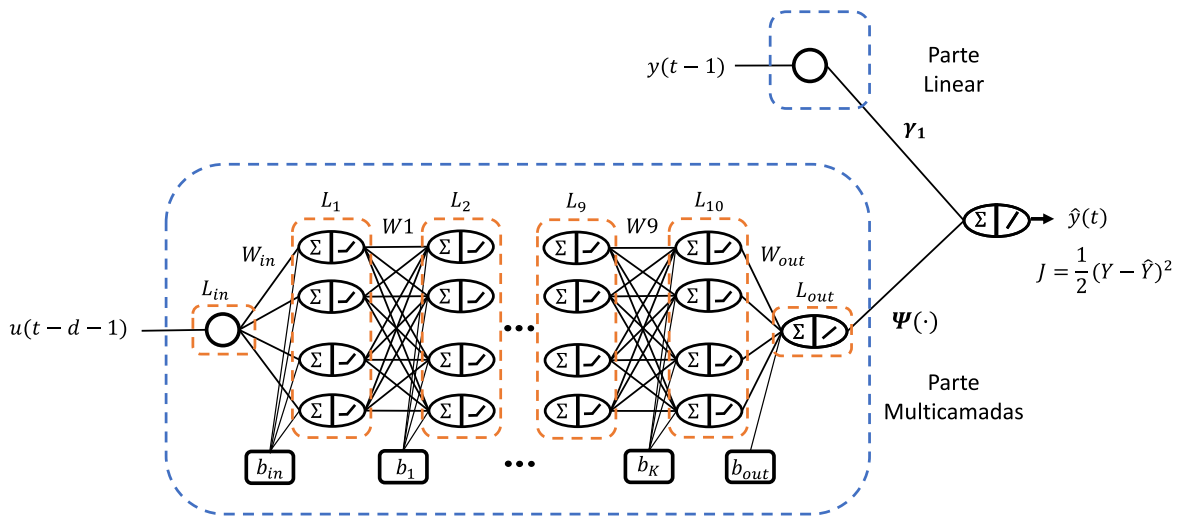 y(t − 1)
Parte
Linear
γ₁
L₁
L₂
L₉
L₁₀
W1
W9
W_in
W_out
Σ
Σ
Σ
Σ
Σ
ŷ(t)
J = 1/2 (Y − Ŷ)²
L_in
L_out
Σ
Σ
Σ
Σ
u(t − d − 1)
•••
Σ
Ψ(·)
Σ
Σ
Σ
Σ
Parte
Multicamadas
Σ
Σ
Σ
Σ
b_in
b₁
•••
b_K
b_out